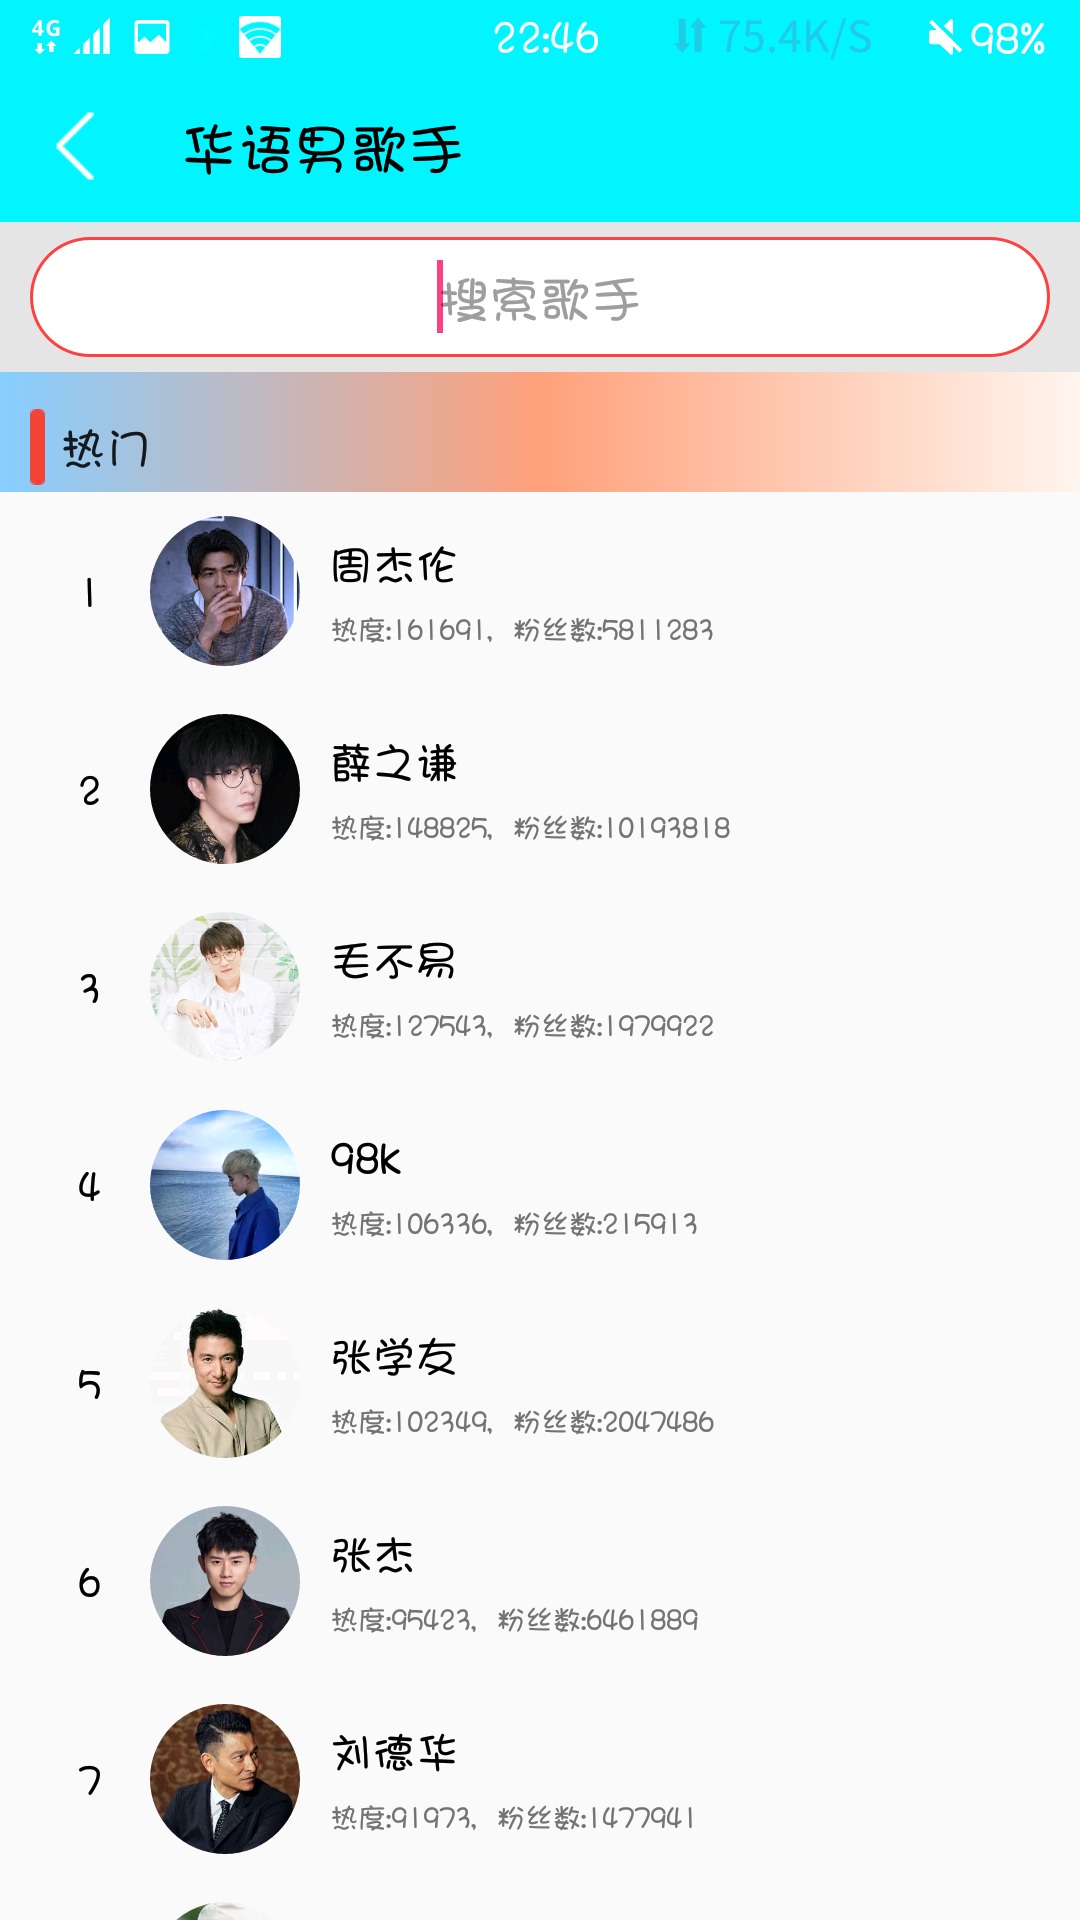 4G 22:46 75.4K/S 98%
华语男歌手
搜索歌手
热门
1 周杰伦
热度:161691, 粉丝数:5811283
2 薛之谦
热度:148825, 粉丝数:10193818
3 毛不易
热度:127543, 粉丝数:1979922
4 98k
热度:106336, 粉丝数:215913
5 张学友
热度:102349, 粉丝数:2047486
6 张杰
热度:95423, 粉丝数:6461889
7 刘德华
热度:91973, 粉丝数:1477941